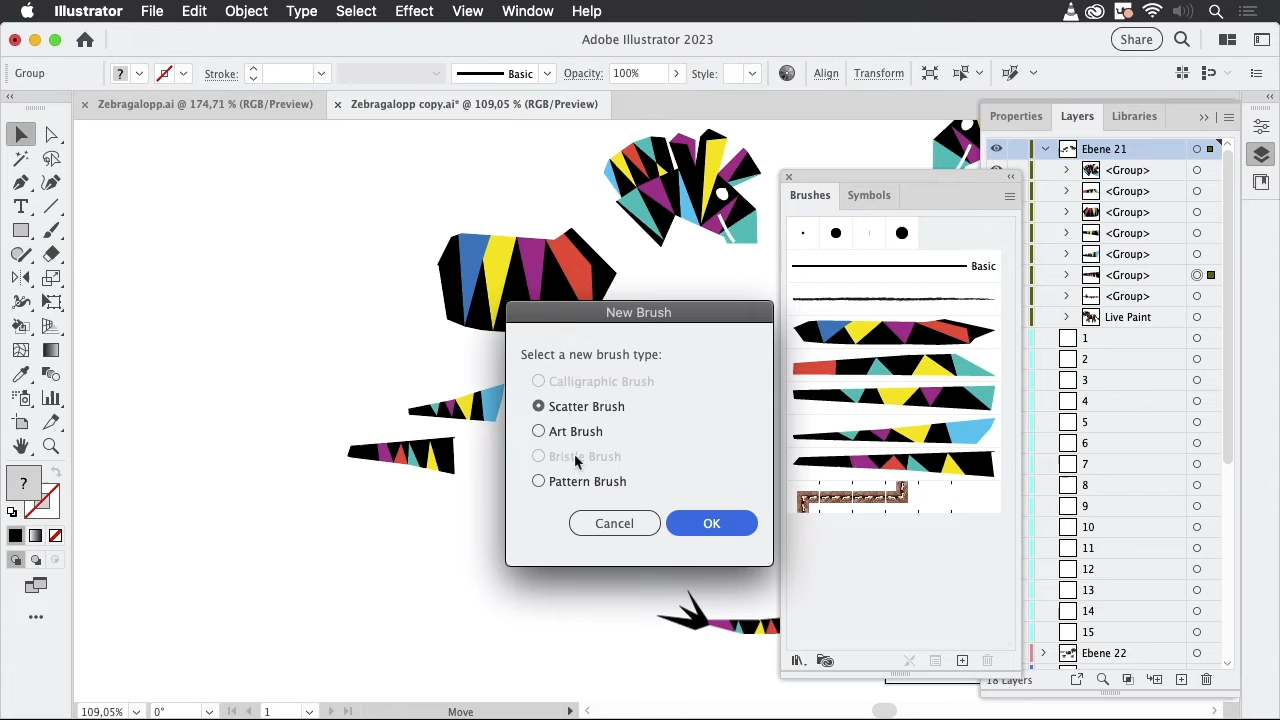 Illustrator File Edit Object Type Select Effect View Window Help
Adobe Illustrator 2023
Share
Group
?
Stroke:
Basic
Opacity:
100%
Style:
Align
Transform
Zebragalopp.ai @ 174,71 % (RGB/Preview)
Zebragalopp copy.ai* @ 109,05 % (RGB/Preview)
Properties
Layers
Libraries
Ebene 21
<Group>
<Group>
<Group>
<Group>
<Group>
<Group>
<Group>
Live Paint
1
2
3
4
5
6
7
8
9
10
11
12
13
14
15
Ebene 22
18 Layers
Brushes
Symbols
Basic
New Brush
Select a new brush type:
Calligraphic Brush
Scatter Brush
Art Brush
Bristle Brush
Pattern Brush
Cancel
OK
?
109,05%
0°
1
Move